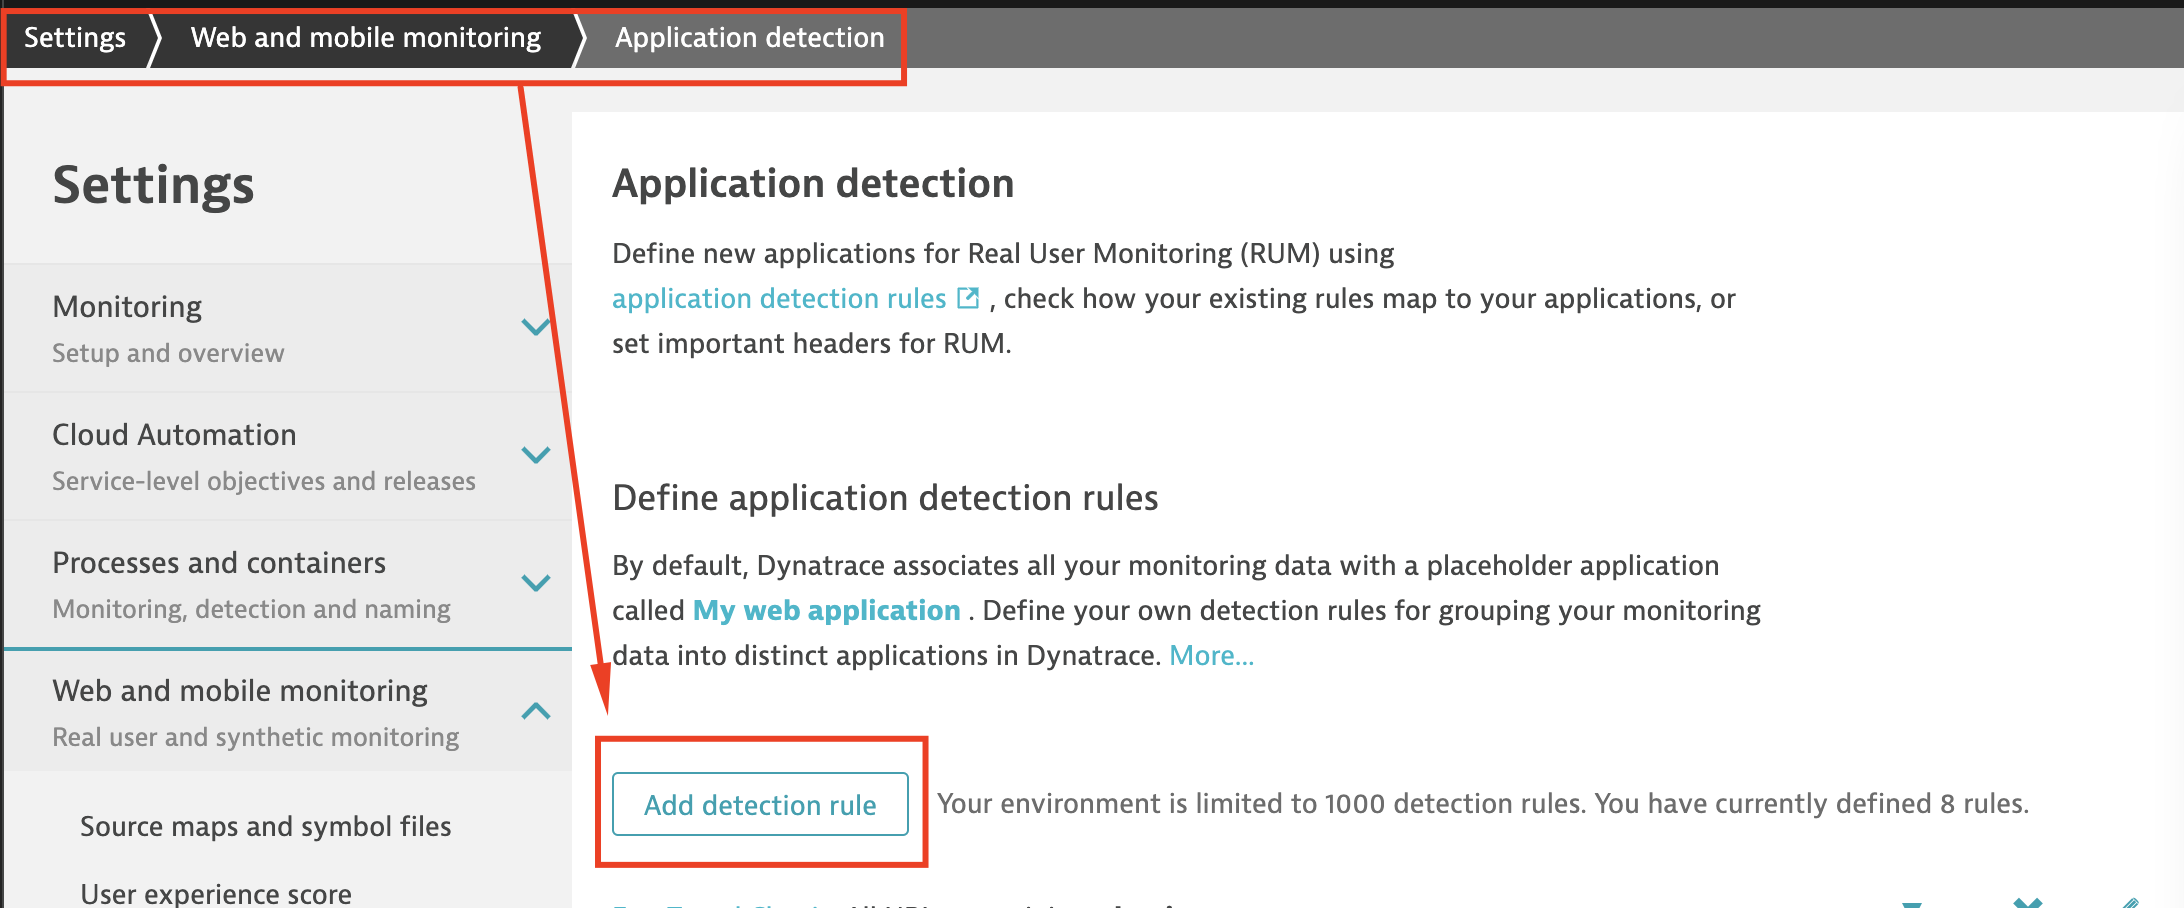 Settings
Web and mobile monitoring
Application detection
Settings
Monitoring
Setup and overview
Cloud Automation
Service-level objectives and releases
Processes and containers
Monitoring, detection and naming
Web and mobile monitoring
Real user and synthetic monitoring
Source maps and symbol files
User experience score
Application detection
Define new applications for Real User Monitoring (RUM) using
application detection rules , check how your existing rules map to your applications, or
set important headers for RUM.
Define application detection rules
By default, Dynatrace associates all your monitoring data with a placeholder application
called My web application . Define your own detection rules for grouping your monitoring
data into distinct applications in Dynatrace. More...
Add detection rule
Your environment is limited to 1000 detection rules. You have currently defined 8 rules.